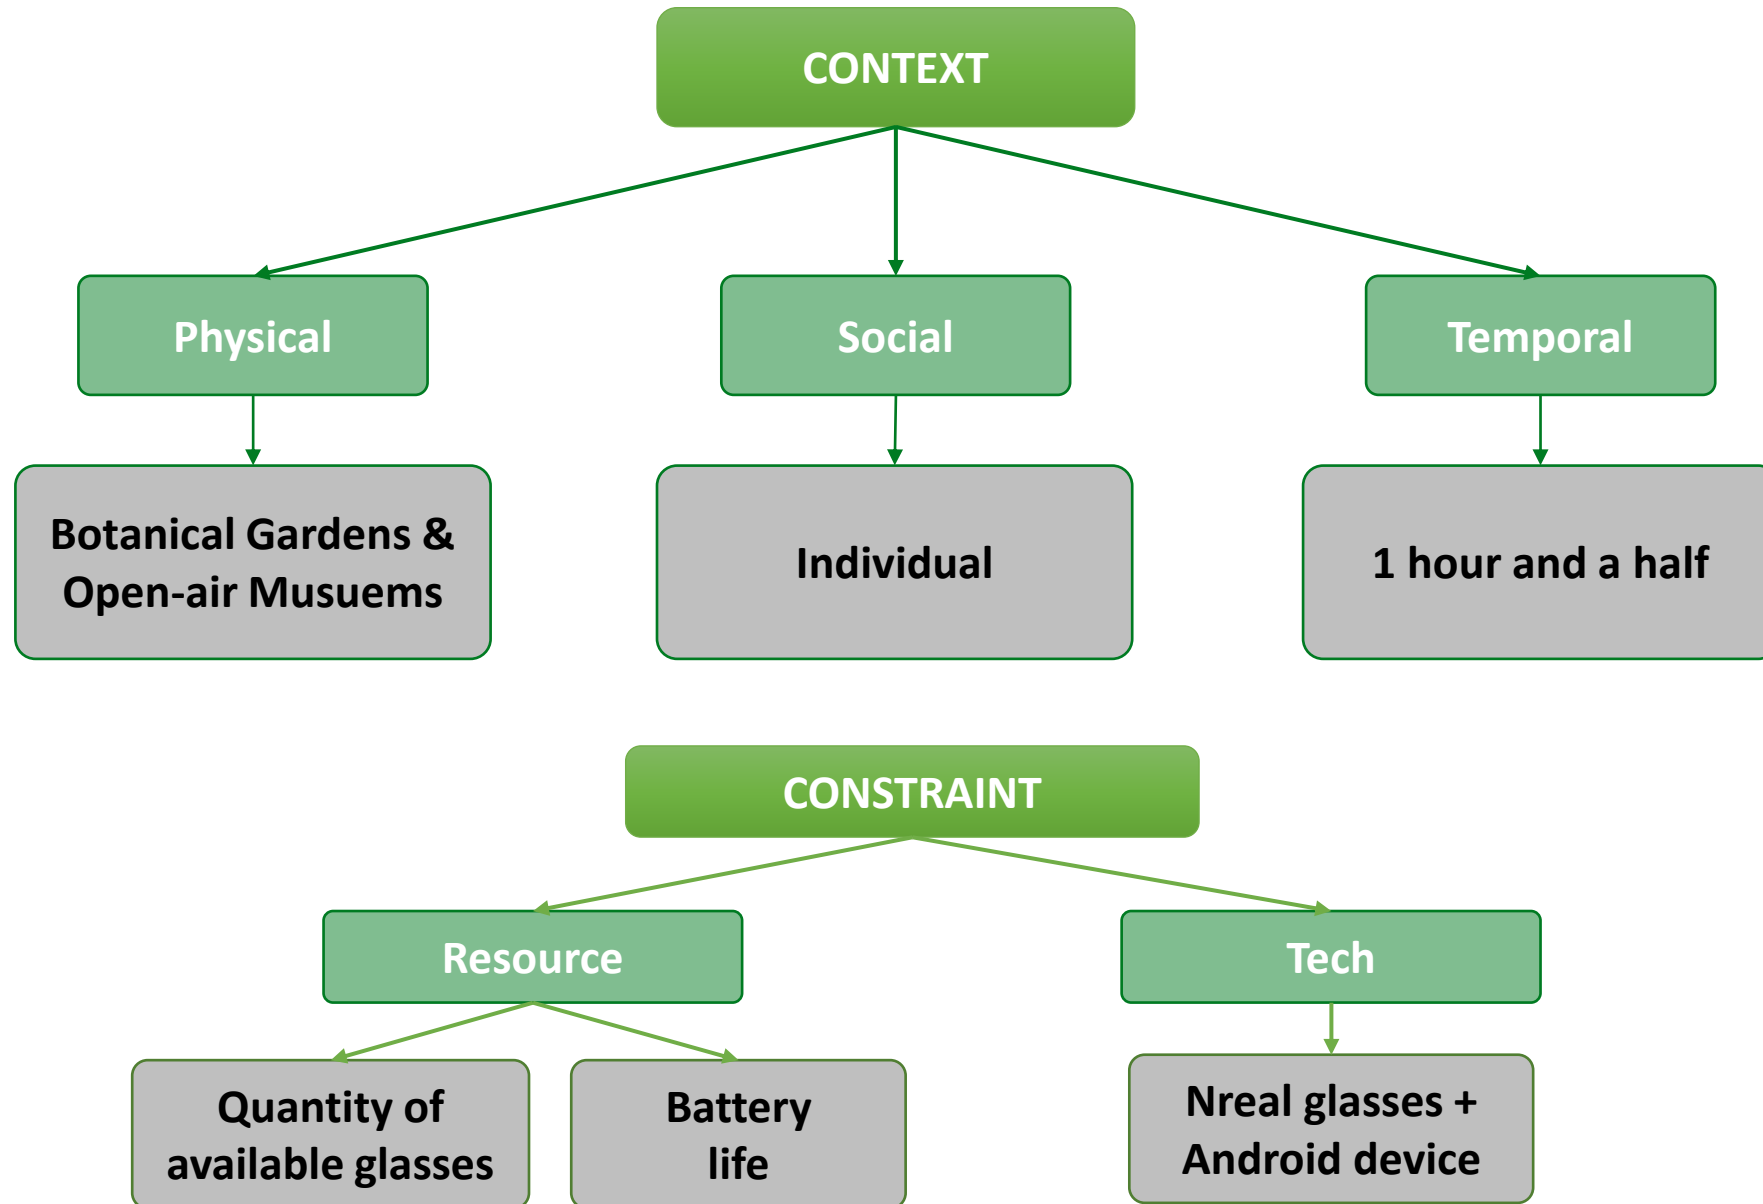 CONTEXT
Physical
Social
Temporal
Botanical Gardens &
Open-air Musuems
Individual
1 hour and a half
CONSTRAINT
Resource
Tech
Quantity of
available glasses
Battery
life
Nreal glasses +
Android device